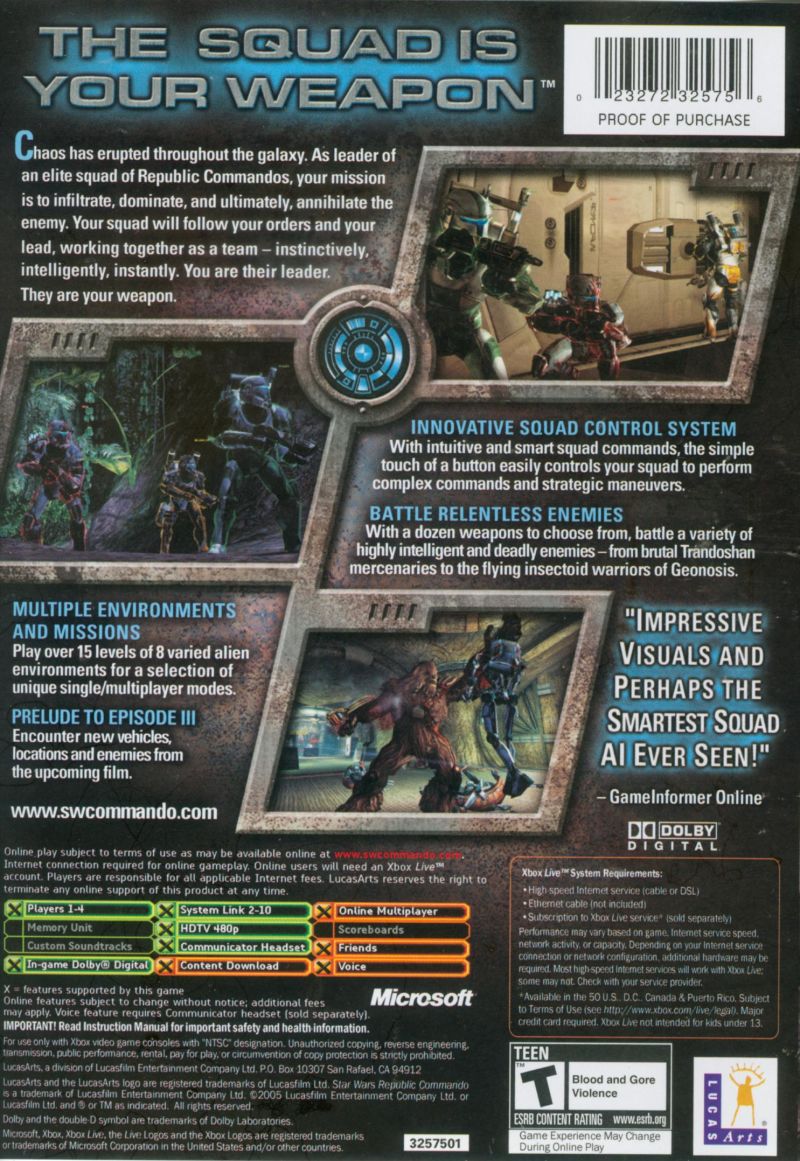 THE SQUAD IS
YOUR WEAPON™
0 23272 32575 6
PROOF OF PURCHASE
Chaos has erupted throughout the galaxy. As leader of
an elite squad of Republic Commandos, your mission
is to infiltrate, dominate, and ultimately, annihilate the
enemy. Your squad will follow your orders and your
lead, working together as a team – instinctively,
intelligently, instantly. You are their leader.
They are your weapon.
INNOVATIVE SQUAD CONTROL SYSTEM
With intuitive and smart squad commands, the simple
touch of a button easily controls your squad to perform
complex commands and strategic maneuvers.
BATTLE RELENTLESS ENEMIES
With a dozen weapons to choose from, battle a variety of
highly intelligent and deadly enemies – from brutal Trandoshan
mercenaries to the flying insectoid warriors of Geonosis.
MULTIPLE ENVIRONMENTS
AND MISSIONS
Play over 15 levels of 8 varied alien
environments for a selection of
unique single/multiplayer modes.
PRELUDE TO EPISODE III
Encounter new vehicles,
locations and enemies from
the upcoming film.
www.swcommando.com
"IMPRESSIVE
VISUALS AND
PERHAPS THE
SMARTEST SQUAD
AI EVER SEEN!"
– GameInformer Online
DOLBY
DIGITAL
Online play subject to terms of use as may be available online at www.swcommando.com.
Internet connection required for online gameplay. Online users will need an Xbox Live™
account. Players are responsible for all applicable Internet fees. LucasArts reserves the right to
terminate any online support of this product at any time.
X Players 1-4
Memory Unit
Custom Soundtracks
X In-game Dolby® Digital
X System Link 2-10
X HDTV 480p
X Communicator Headset
X Content Download
X Online Multiplayer
Scoreboards
X Friends
X Voice
X = features supported by this game
Online features subject to change without notice; additional fees
may apply. Voice feature requires Communicator headset (sold separately).
IMPORTANT! Read Instruction Manual for important safety and health information.
Microsoft®
For use only with Xbox video game consoles with "NTSC" designation. Unauthorized copying, reverse engineering,
transmission, public performance, rental, pay for play, or circumvention of copy protection is strictly prohibited.
LucasArts, a division of Lucasfilm Entertainment Company Ltd. P.O. Box 10307 San Rafael, CA 94912
LucasArts and the LucasArts logo are registered trademarks of Lucasfilm Ltd. Star Wars Republic Commando
is a trademark of Lucasfilm Entertainment Company Ltd. ©2005 Lucasfilm Entertainment Company Ltd. or
Lucasfilm Ltd. and ® or TM as indicated. All rights reserved.
Dolby and the double-D symbol are trademarks of Dolby Laboratories.
Microsoft, Xbox, Xbox Live, the Live Logos and the Xbox Logos are registered trademarks
or trademarks of Microsoft Corporation in the United States and/or other countries.
3257501
Xbox Live™ System Requirements:
• High speed Internet service (cable or DSL)
• Ethernet cable (not included)
• Subscription to Xbox Live service* (sold separately)
Performance may vary based on game, Internet service speed,
network activity, or capacity. Depending on your Internet service
connection or network configuration, additional hardware may be
required. Most high-speed Internet services will work with Xbox Live;
some may not. Check with your service provider.
*Available in the 50 U.S., D.C., Canada & Puerto Rico. Subject
to Terms of Use (see http://www.xbox.com/live/legal). Major
credit card required. Xbox Live not intended for kids under 13.
TEEN
T™
Blood and Gore
Violence
ESRB CONTENT RATING www.esrb.org
Game Experience May Change
During Online Play
LUCAS
Arts®